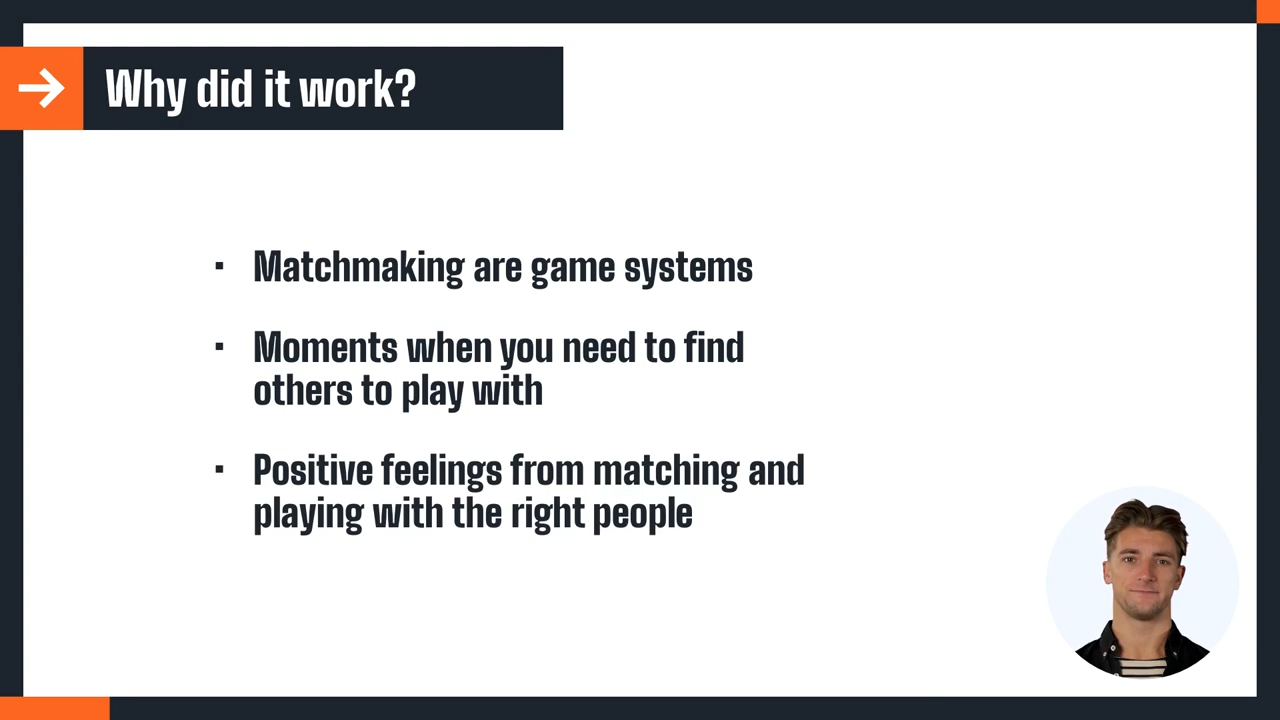 Why did it work?
▪ Matchmaking are game systems
▪ Moments when you need to find
others to play with
▪ Positive feelings from matching and
playing with the right people